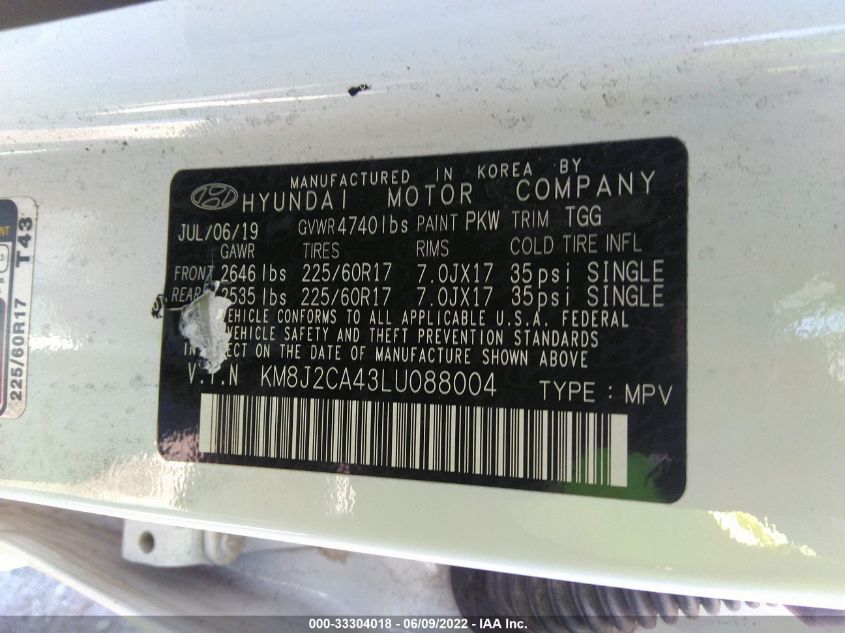 MANUFACTURED IN KOREA BY
HYUNDAI MOTOR COMPANY
JUL/06/19 GVWR 4740 lbs PAINT PKW TRIM TGG
GAWR TIRES RIMS COLD TIRE INFL
FRONT 2646 lbs 225/60R17 7.0JX17 35psi SINGLE
REAR 2535 lbs 225/60R17 7.0JX17 35psi SINGLE
VEHICLE CONFORMS TO ALL APPLICABLE U.S.A. FEDERAL
VEHICLE SAFETY AND THEFT PREVENTION STANDARDS
IN EFFECT ON THE DATE OF MANUFACTURE SHOWN ABOVE
V.I.N KM8J2CA43LU088004 TYPE : MPV
T43
225/60R17
000-33304018 - 06/09/2022 - IAA Inc.